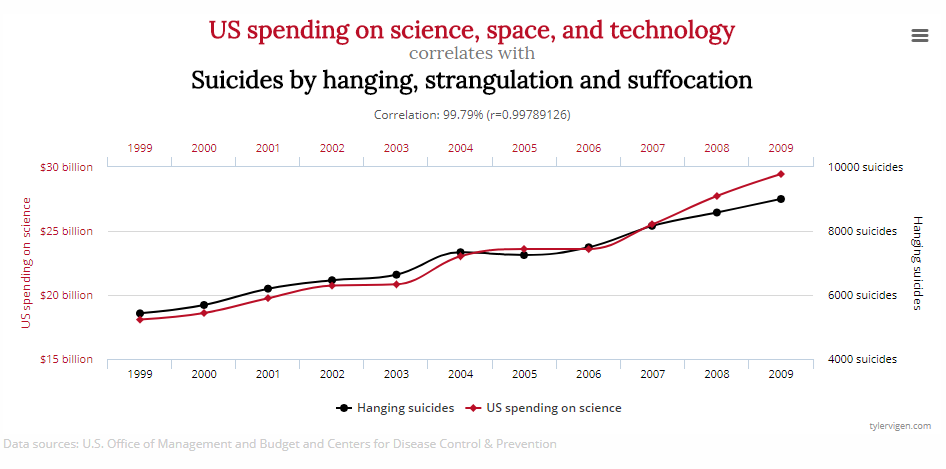 US spending on science, space, and technology
correlates with
Suicides by hanging, strangulation and suffocation
Correlation: 99.79% (r=0.99789126)
1999 2000 2001 2002 2003 2004 2005 2006 2007 2008 2009
$30 billion 10000 suicides
$25 billion 8000 suicides
$20 billion 6000 suicides
$15 billion 4000 suicides
US spending on science
Hanging suicides
1999 2000 2001 2002 2003 2004 2005 2006 2007 2008 2009
Hanging suicides US spending on science
tylervigen.com
Data sources: U.S. Office of Management and Budget and Centers for Disease Control & Prevention